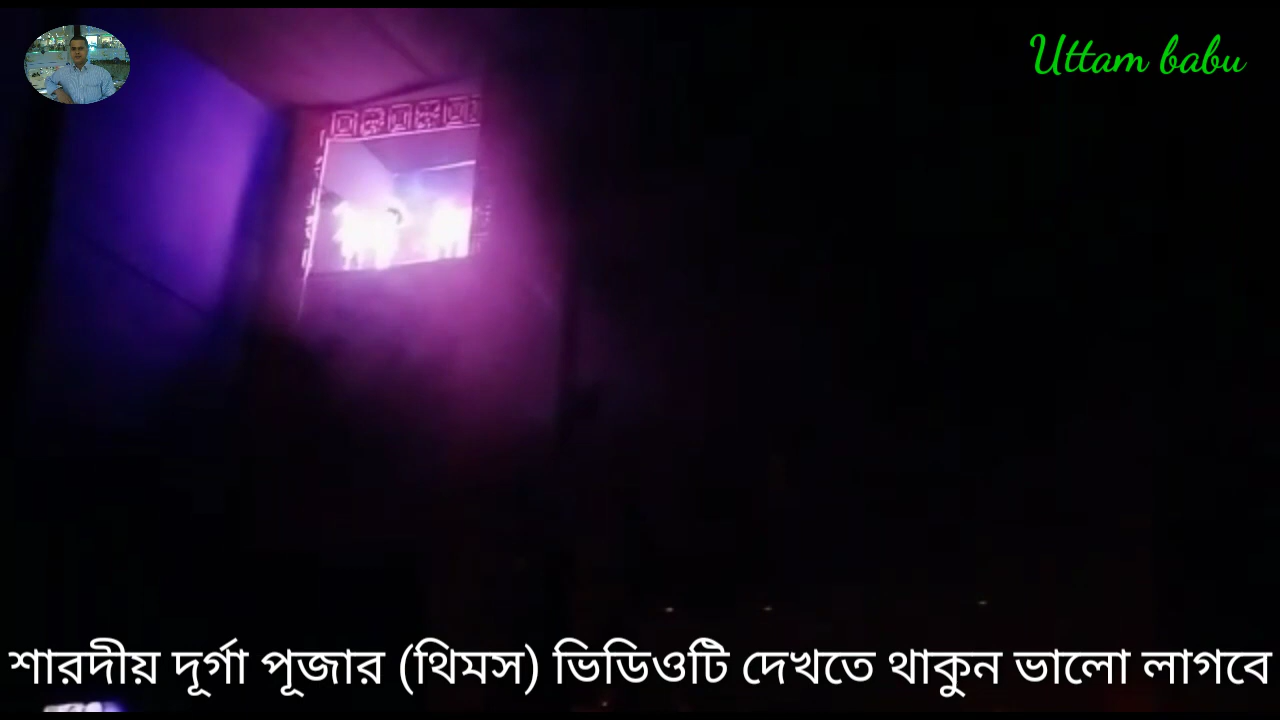 Uttam babu
শারদীয় দূর্গা পূজার (থিমস) ভিডিওটি দেখতে থাকুন ভালো লাগবে